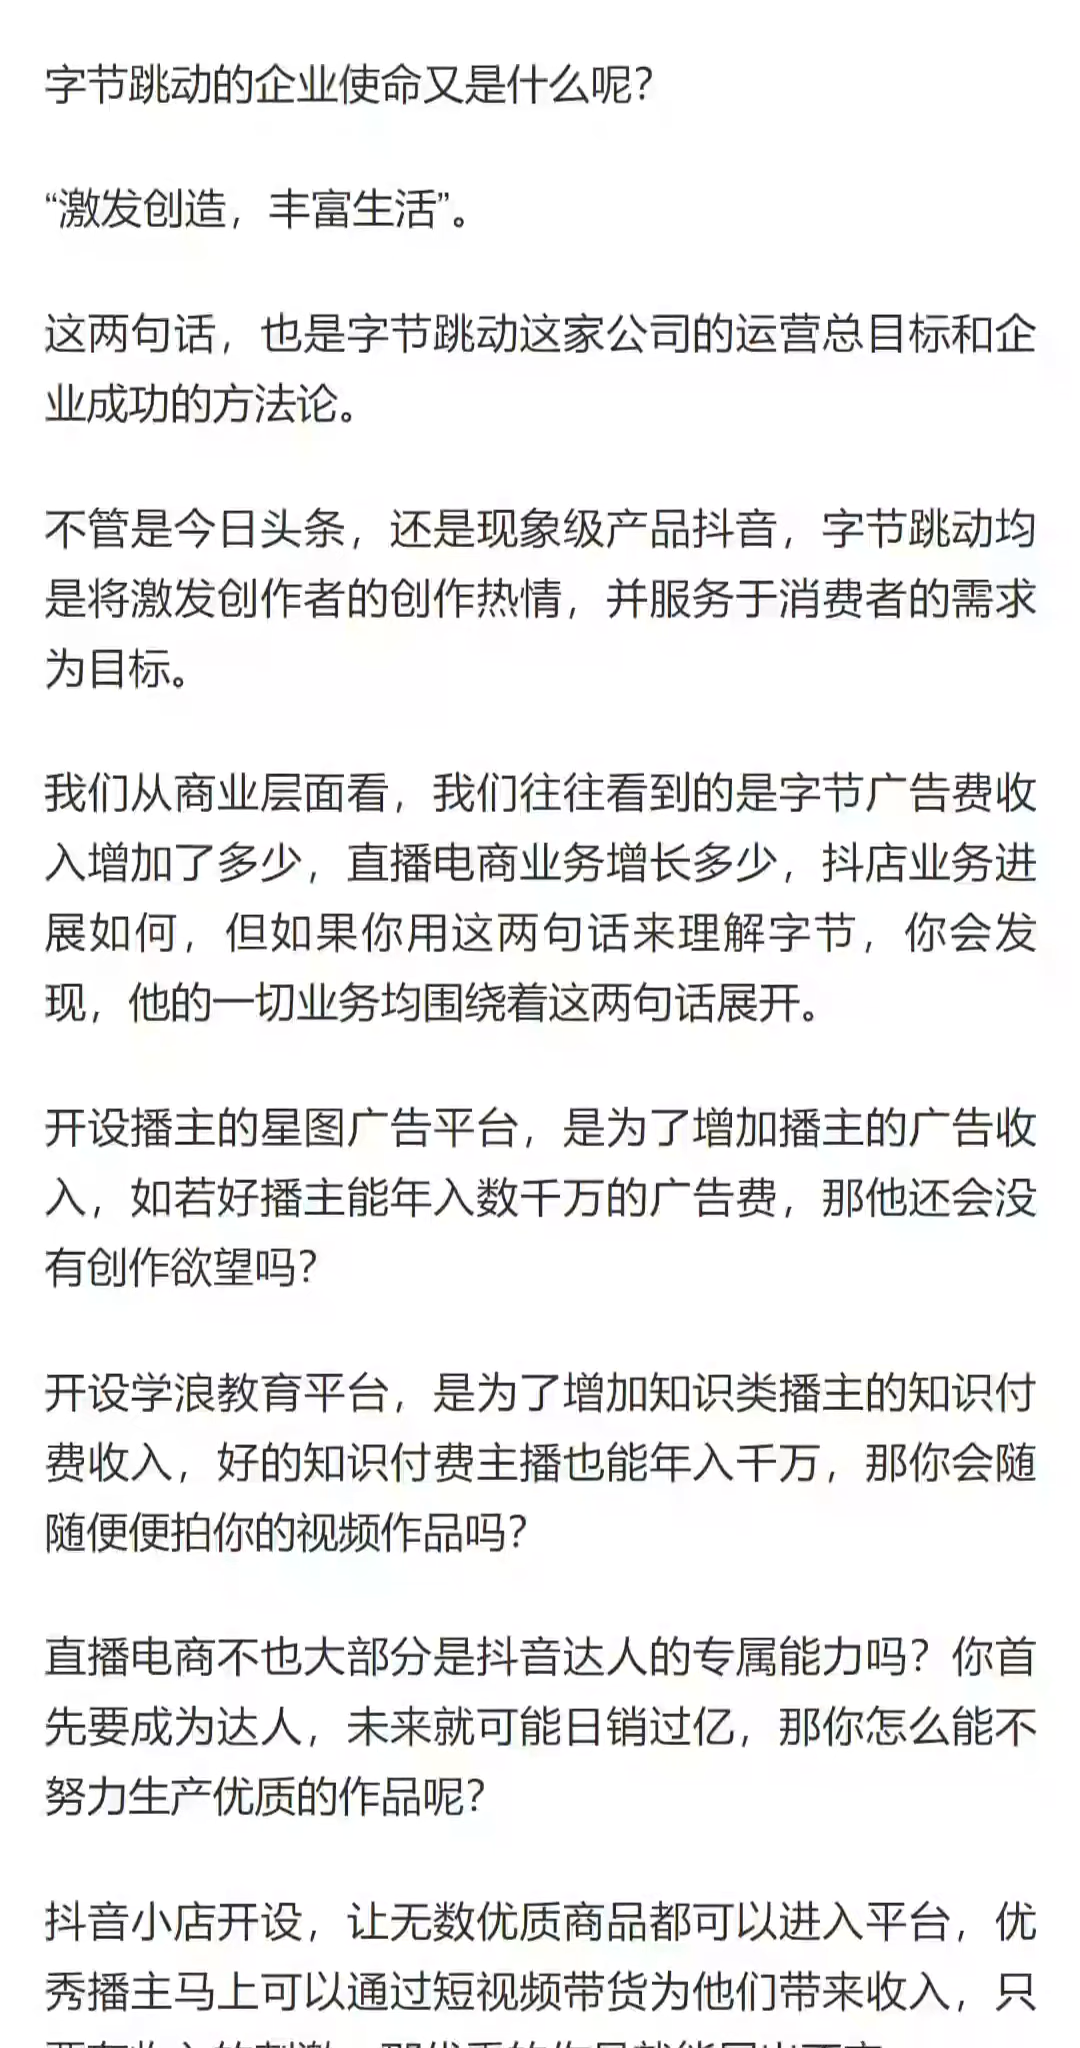 字节跳动的企业使命又是什么呢？
“激发创造，丰富生活”。
这两句话，也是字节跳动这家公司的运营总目标和企
业成功的方法论。
不管是今日头条，还是现象级产品抖音，字节跳动均
是将激发创作者的创作热情，并服务于消费者的需求
为目标。
我们从商业层面看，我们往往看到的是字节广告费收
入增加了多少，直播电商业务增长多少，抖店业务进
展如何，但如果你用这两句话来理解字节，你会发
现，他的一切业务均围绕着这两句话展开。
开设播主的星图广告平台，是为了增加播主的广告收
入，如若好播主能年入数千万的广告费，那他还会没
有创作欲望吗？
开设学浪教育平台，是为了增加知识类播主的知识付
费收入，好的知识付费主播也能年入千万，那你会随
随便便拍你的视频作品吗？
直播电商不也大部分是抖音达人的专属能力吗？你首
先要成为达人，未来就可能日销过亿，那你怎么能不
努力生产优质的作品呢？
抖音小店开设，让无数优质商品都可以进入平台，优
秀播主马上可以通过短视频带货为他们带来收入，只